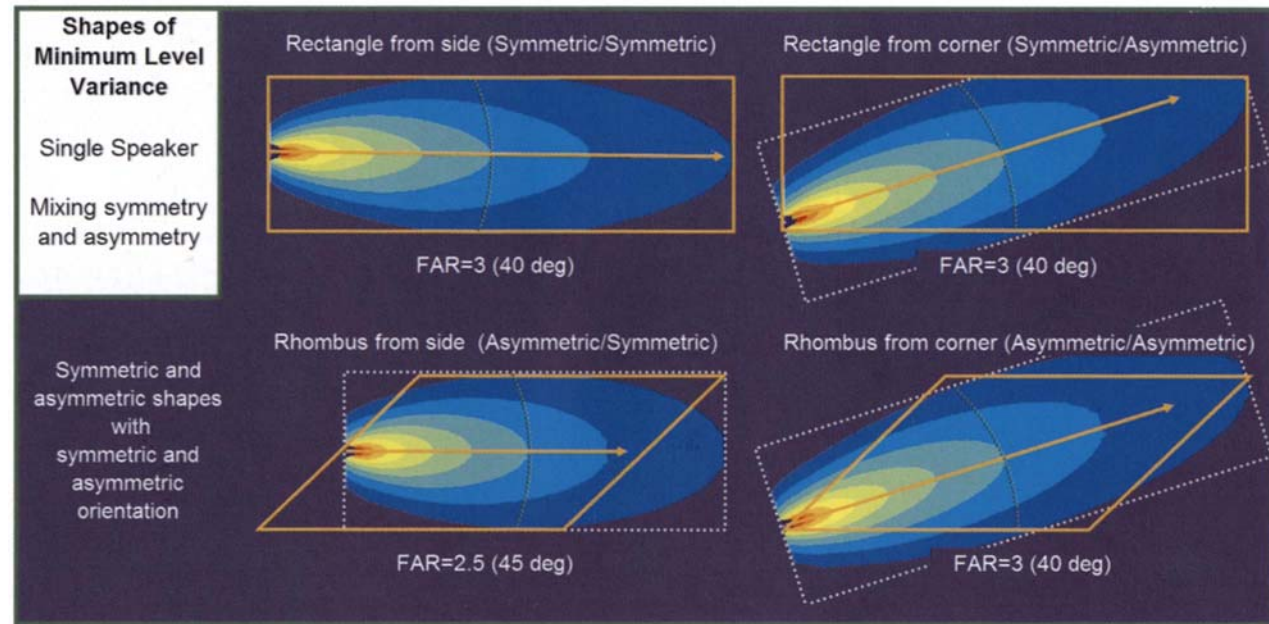 Shapes of
Minimum Level
Variance
Single Speaker
Mixing symmetry
and asymmetry
Rectangle from side (Symmetric/Symmetric)
FAR=3 (40 deg)
Rectangle from corner (Symmetric/Asymmetric)
FAR=3 (40 deg)
Symmetric and
asymmetric shapes
with
symmetric and
asymmetric
orientation
Rhombus from side (Asymmetric/Symmetric)
FAR=2.5 (45 deg)
Rhombus from corner (Asymmetric/Asymmetric)
FAR=3 (40 deg)